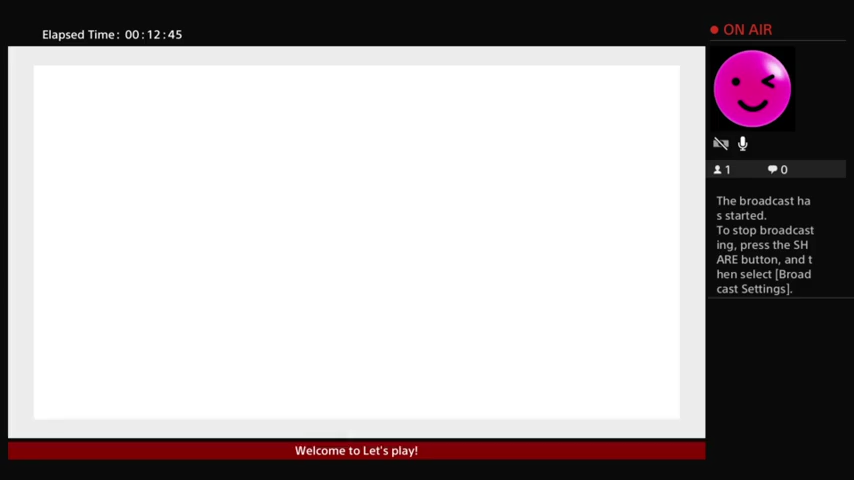 Elapsed Time: 00:12:45
ON AIR
1
0
The broadcast ha
s started.
To stop broadcast
ing, press the SH
ARE button, and t
hen select [Broad
cast Settings].
Welcome to Let's play!